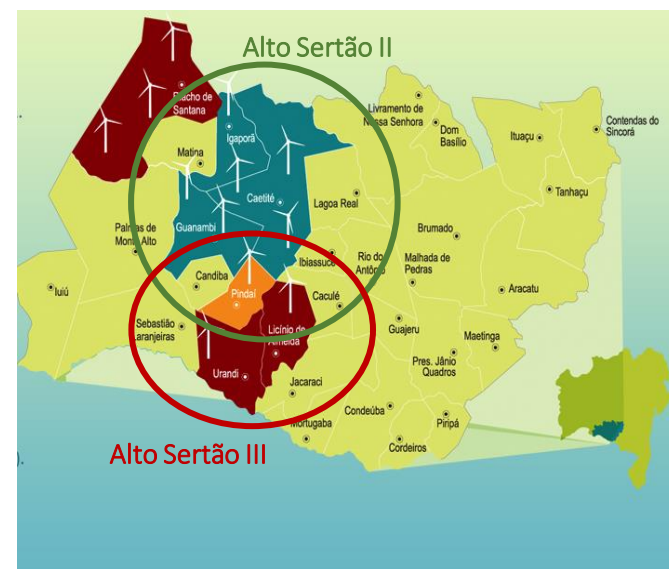 Alto Sertão II
Riacho de
Santana
Igaporã
Matina
Livramento de
Nossa Senhora
Dom
Basílio
Ituaçu
Contendas do
Sincorá
Tanhaçu
Lagoa Real
Caetité
Guanambi
Palmas de
Monte Alto
Brumado
Ibiassucê
Rio do
Antônio
Malhada de
Pedras
Candiba
Iuiú
Pindaí
Caculé
Aracatu
Sebastião
Laranjeiras
Licínio de
Almeida
Guajeru
Maetinga
Pres. Jânio
Quadros
Urandi
Jacaraci
Condeúba
Piripá
Mortugaba
Cordeiros
Alto Sertão III
).